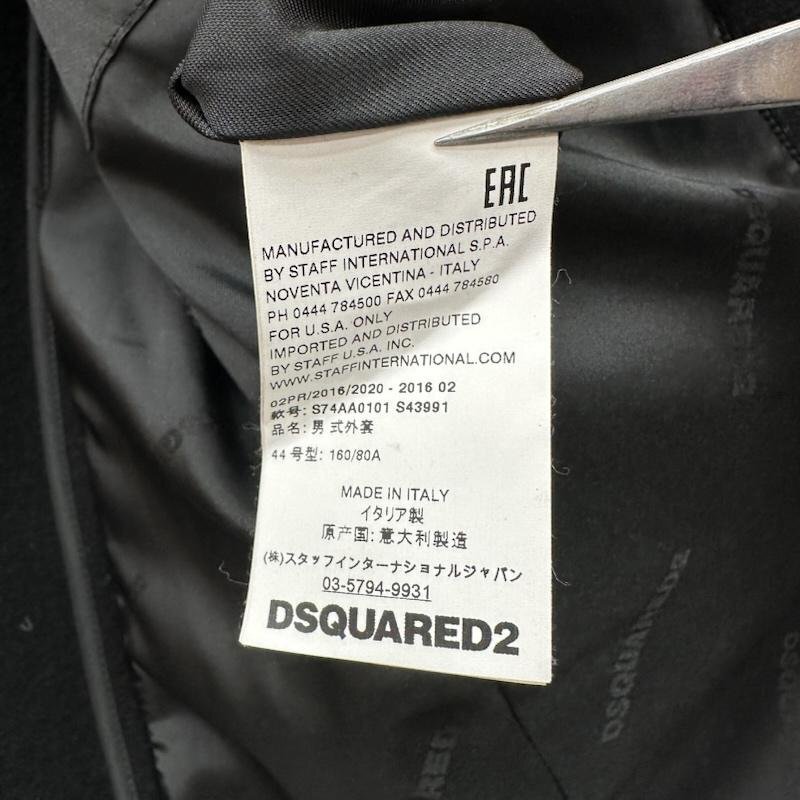 EAC
MANUFACTURED AND DISTRIBUTED
BY STAFF INTERNATIONAL S.P.A.
NOVENTA VICENTINA - ITALY
PH 0444 784500 FAX 0444 784580
FOR U.S.A. ONLY
IMPORTED AND DISTRIBUTED
BY STAFF U.S.A. INC.
WWW.STAFFINTERNATIONAL.COM
02PR/2016/2020 - 2016 02
款号: S74AA0101 S43991
品名: 男式外套
44 号型: 160/80A
MADE IN ITALY
イタリア製
原产国: 意大利製造
(株)スタッフインターナショナルジャパン
03-5794-9931
DSQUARED2
DSQUARED2